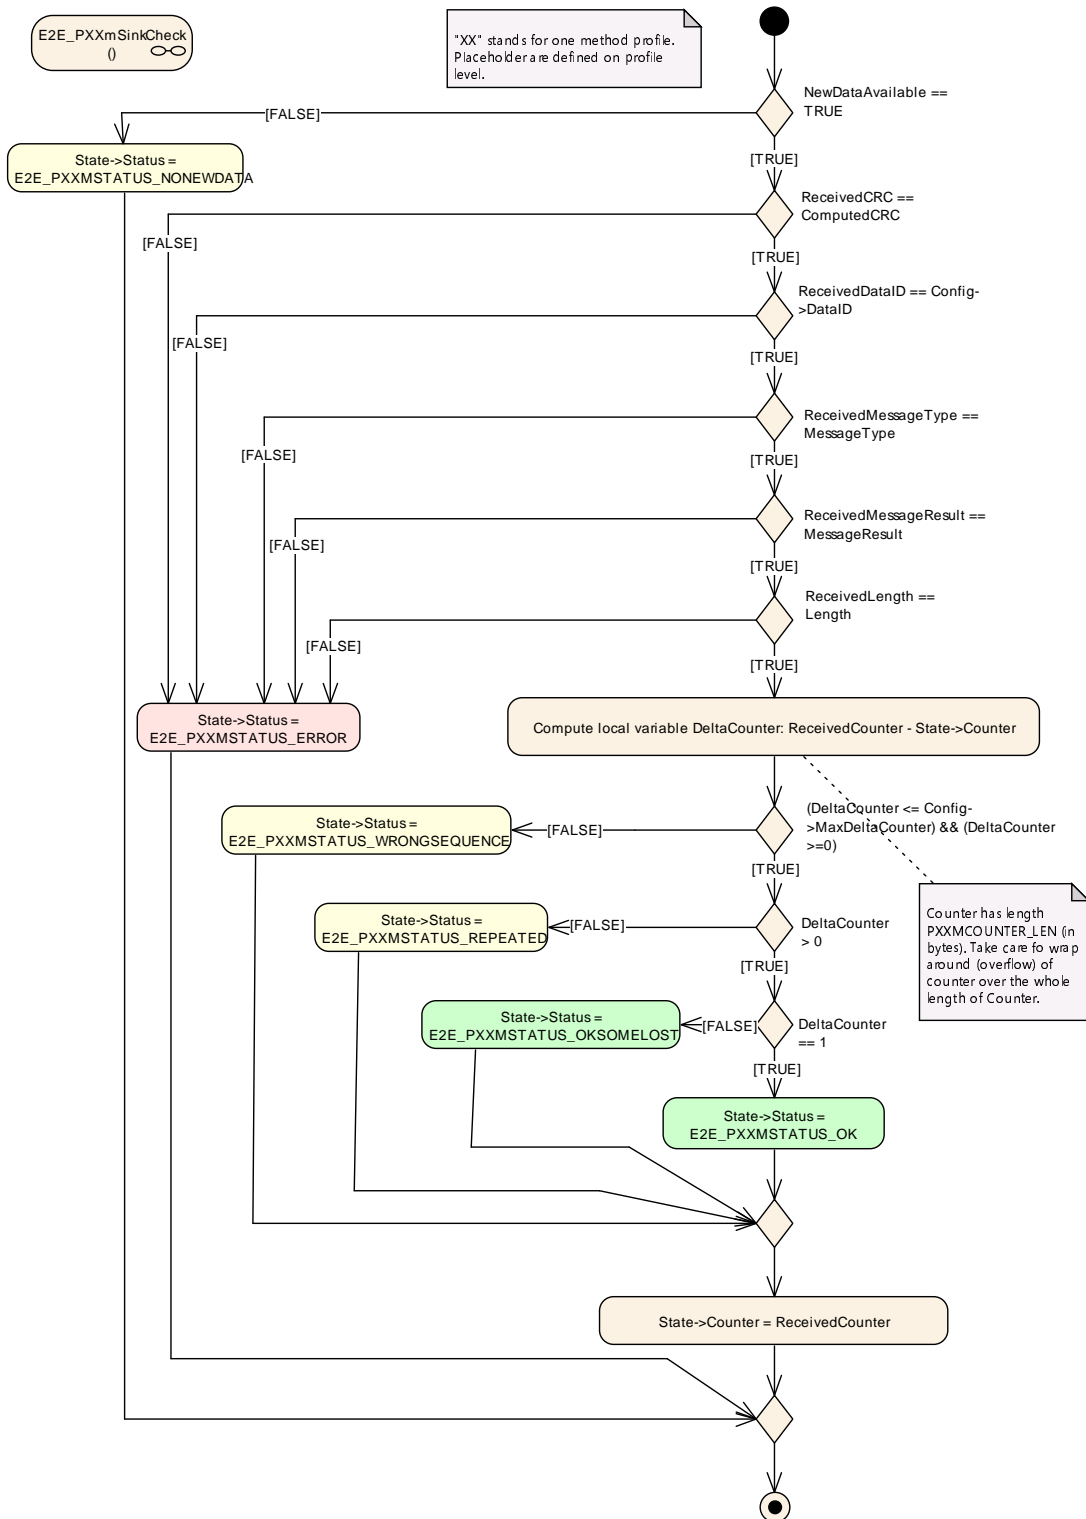 E2E_PXXmSinkCheck
()
"XX" stands for one method profile.
Placeholder are defined on profile
level.
NewDataAvailable ==
TRUE
[FALSE]
State->Status =
E2E_PXXMSTATUS_NONEWDATA
[TRUE]
ReceivedCRC ==
ComputedCRC
[FALSE]
[TRUE]
ReceivedDataID == Config-
>DataID
[FALSE]
[TRUE]
ReceivedMessageType ==
MessageType
[FALSE]
[TRUE]
ReceivedMessageResult ==
MessageResult
[FALSE]
[TRUE]
ReceivedLength ==
Length
[FALSE]
[TRUE]
State->Status =
E2E_PXXMSTATUS_ERROR
Compute local variable DeltaCounter: ReceivedCounter - State->Counter
(DeltaCounter <= Config-
>MaxDeltaCounter) && (DeltaCounter
>=0)
[FALSE]
State->Status =
E2E_PXXMSTATUS_WRONGSEQUENCE
[TRUE]
Counter has length
PXXMCOUNTER_LEN (in
bytes). Take care fo wrap
around (overflow) of
counter over the whole
length of Counter.
DeltaCounter
> 0
[FALSE]
State->Status =
E2E_PXXMSTATUS_REPEATED
[TRUE]
DeltaCounter
== 1
[FALSE]
State->Status =
E2E_PXXMSTATUS_OKSOMELOST
[TRUE]
State->Status =
E2E_PXXMSTATUS_OK
State->Counter = ReceivedCounter